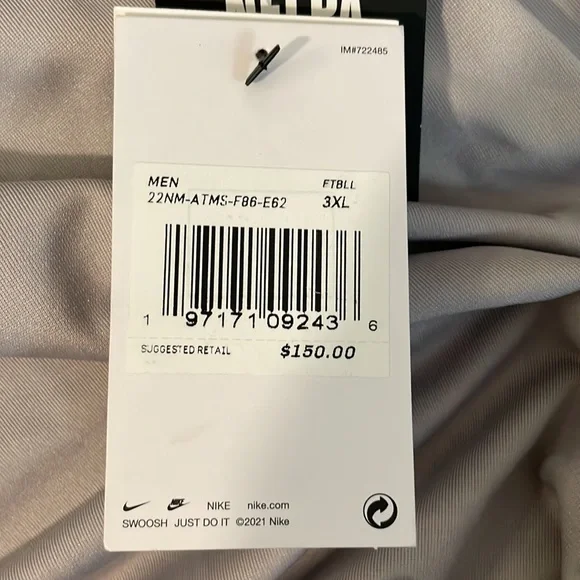 IM#722485
MEN FTBLL
22NM-ATMS-F86-E62 3XL
1 97171 09243 6
SUGGESTED RETAIL $150.00
NIKE nike.com
SWOOSH JUST DO IT ©2021 Nike